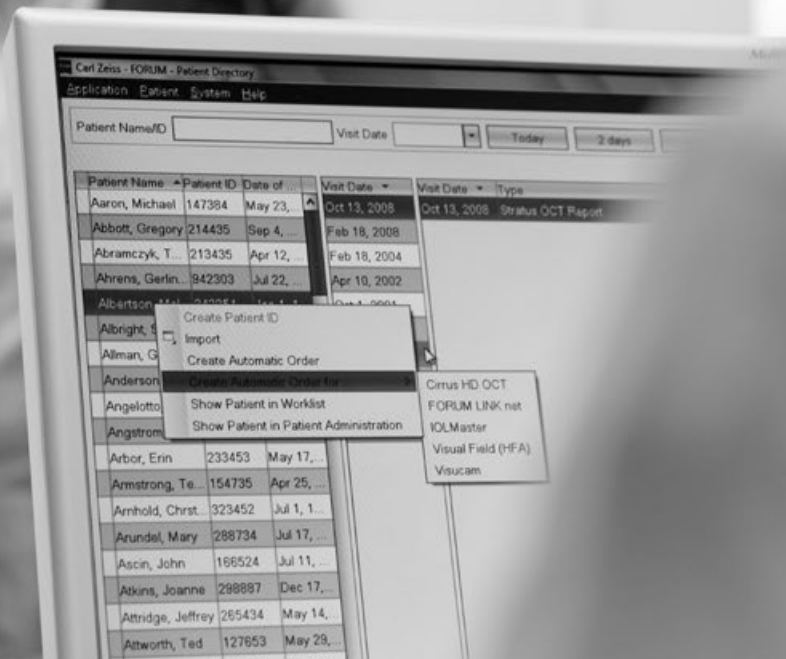 Carl Zeiss - FORUM - Patient Directory
Application Patient System Help
Patient Name/ID Visit Date Today 2 days
Patient Name Patient ID Date of ... Visit Date Visit Date Type
Aaron, Michael 147384 May 23,... Oct 13, 2008 Oct 13, 2008 Stratus OCT Report
Abbott, Gregory 214435 Sep 4, ... Feb 18, 2008
Abramczyk, T... 213435 Apr 12, ... Feb 18, 2004
Ahrens, Gerlin... 942303 Jul 22, ... Apr 10, 2002
Albertson,
Albright, S
Allman, G
Anderson
Angelotto
Angstrom
Create Patient ID
Import
Create Automatic Order
Create Automatic Order for
Show Patient in Worklist
Show Patient in Patient Administration
Cirrus HD OCT
FORUM LINK net
IOLMaster
Visual Field (HFA)
Visucam
Arbor, Erin 233453 May 17,...
Armstrong, Te... 154735 Apr 25, ...
Arnhold, Chrst... 323452 Jul 1, 1...
Arundel, Mary 288734 Jul 17, ...
Ascin, John 166524 Jul 11, ...
Atkins, Joanne 298887 Dec 17,...
Attridge, Jeffrey 265434 May 14, ...
Attworth, Ted 127653 May 29,...